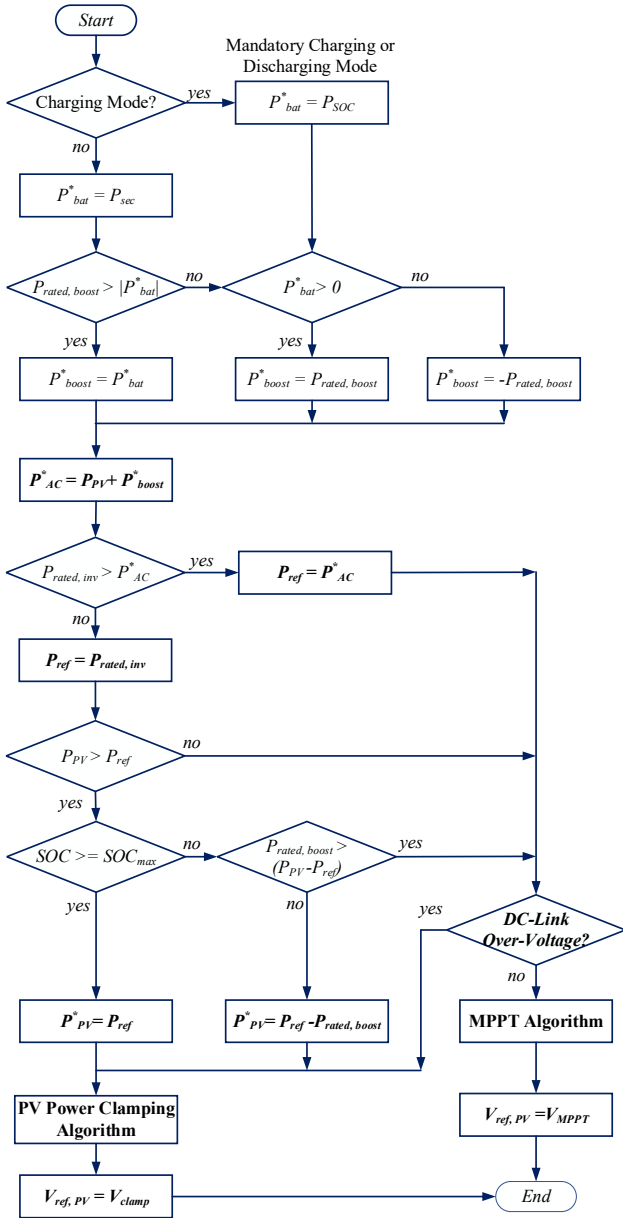 Start
Mandatory Charging or
Discharging Mode
Charging Mode?
yes
P*bat = PSOC
no
P*bat = Psec
Prated, boost > |P*bat|
no
P*bat > 0
no
yes
yes
P*boost = P*bat
P*boost = Prated, boost
P*boost = -Prated, boost
P*AC = PPV + P*boost
Prated, inv > P*AC
yes
Pref = P*AC
no
Pref = Prated, inv
PPV > Pref
no
yes
SOC >= SOCmax
no
Prated, boost >
(PPV -Pref)
yes
yes
no
yes
DC-Link
Over-Voltage?
no
P*PV = Pref
P*PV = Pref -Prated, boost
MPPT Algorithm
PV Power Clamping
Algorithm
Vref, PV =VMPPT
Vref, PV = Vclamp
End